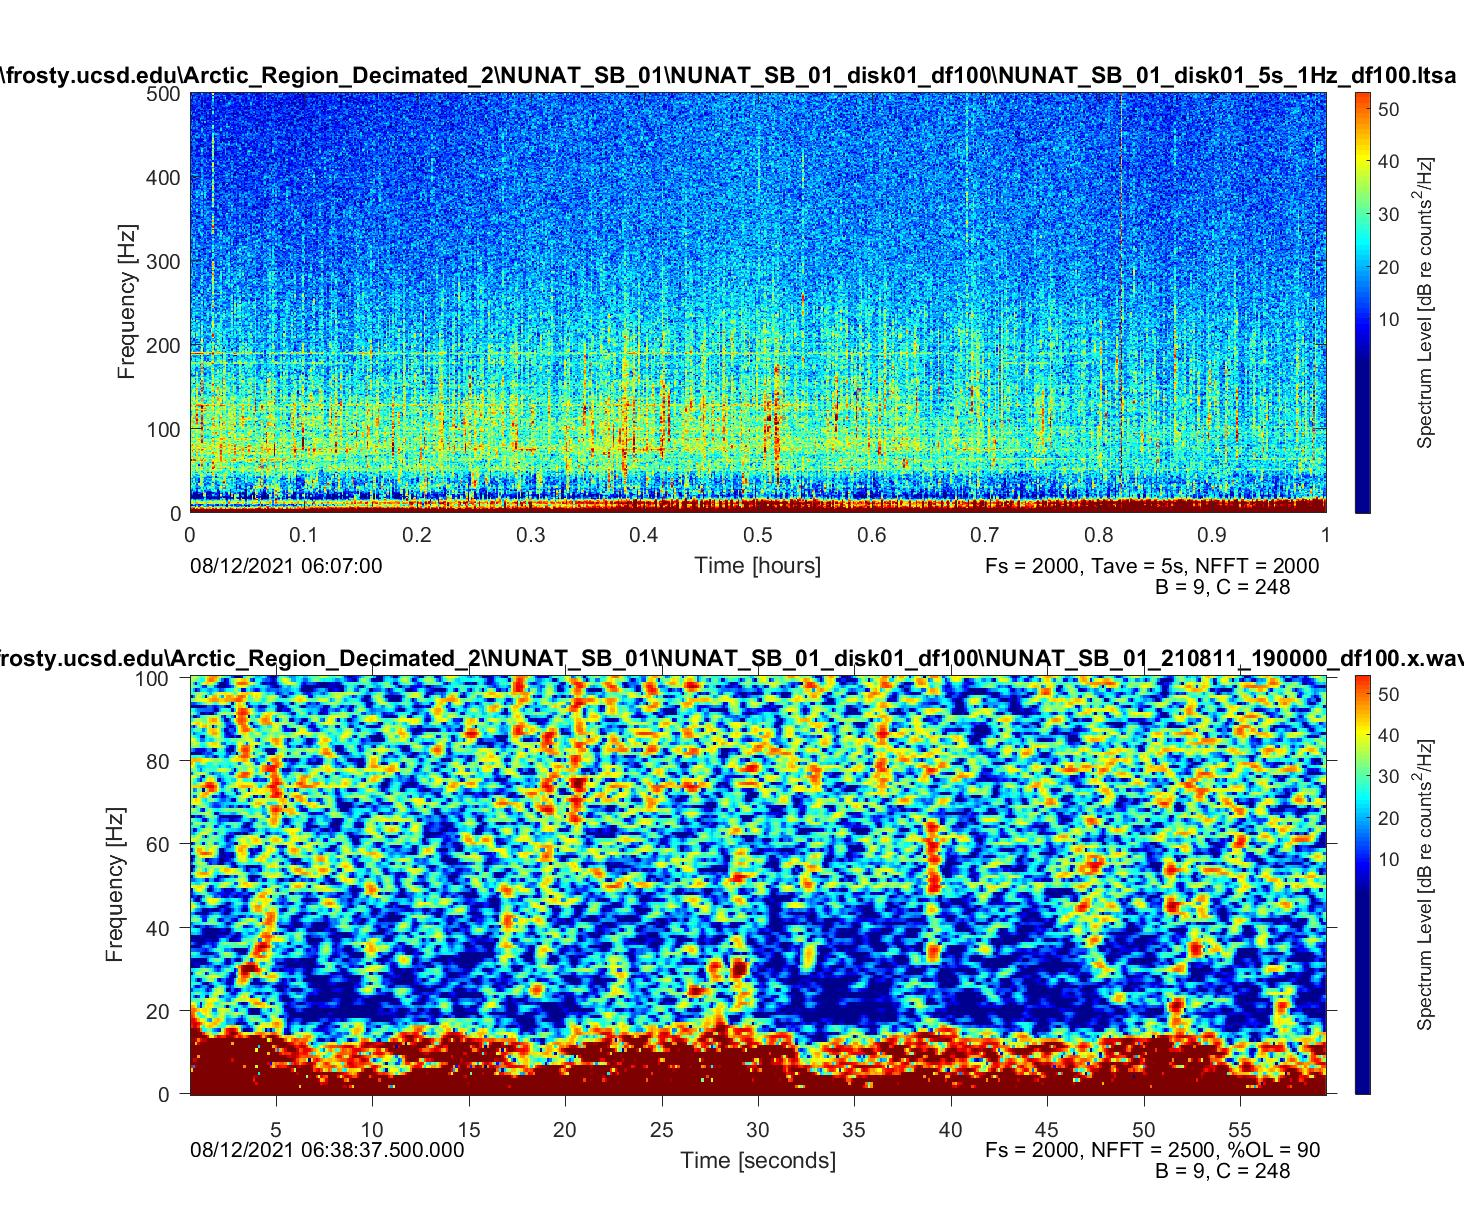 \frosty.ucsd.edu\Arctic_Region_Decimated_2\NUNAT_SB_01\NUNAT_SB_01_disk01_df100\NUNAT_SB_01_disk01_5s_1Hz_df100.ltsa
500
400
300
200
100
0
Frequency [Hz]
0 0.1 0.2 0.3 0.4 0.5 0.6 0.7 0.8 0.9 1
Time [hours]
08/12/2021 06:07:00
Fs = 2000, Tave = 5s, NFFT = 2000
B = 9, C = 248
50
40
30
20
10
Spectrum Level [dB re counts²/Hz]
frosty.ucsd.edu\Arctic_Region_Decimated_2\NUNAT_SB_01\NUNAT_SB_01_disk01_df100\NUNAT_SB_01_210811_190000_df100.x.wav
100
80
60
40
20
0
Frequency [Hz]
5 10 15 20 25 30 35 40 45 50 55
Time [seconds]
08/12/2021 06:38:37.500.000
Fs = 2000, NFFT = 2500, %OL = 90
B = 9, C = 248
50
40
30
20
10
Spectrum Level [dB re counts²/Hz]